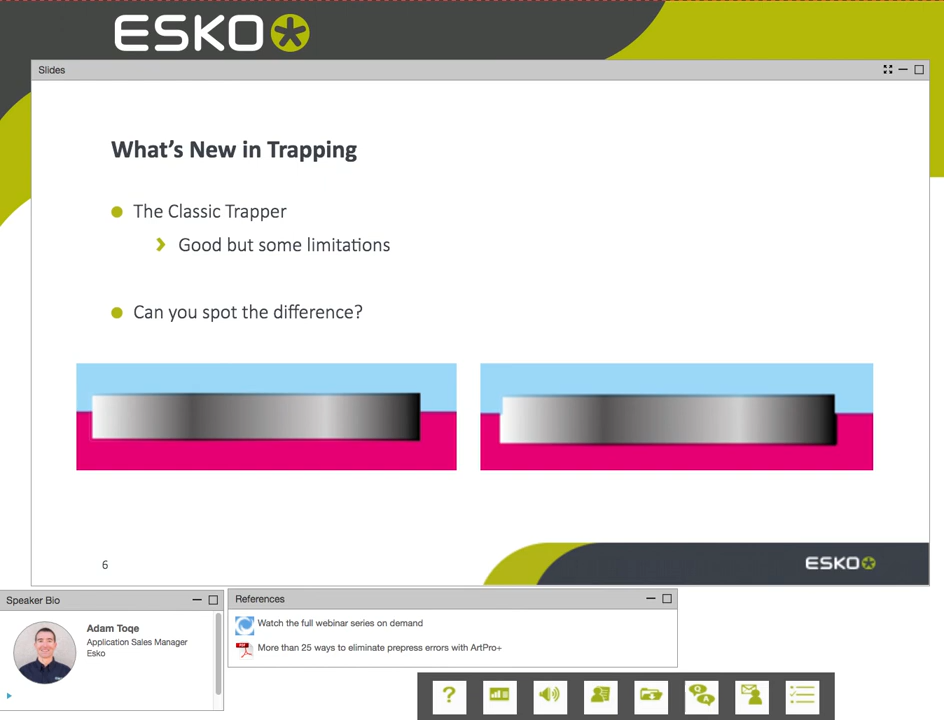 ESKO
Slides
What's New in Trapping
The Classic Trapper
Good but some limitations
Can you spot the difference?
6
ESKO
Speaker Bio
Adam Toqe
Application Sales Manager
Esko
References
Watch the full webinar series on demand
More than 25 ways to eliminate prepress errors with ArtPro+
?
Q
A